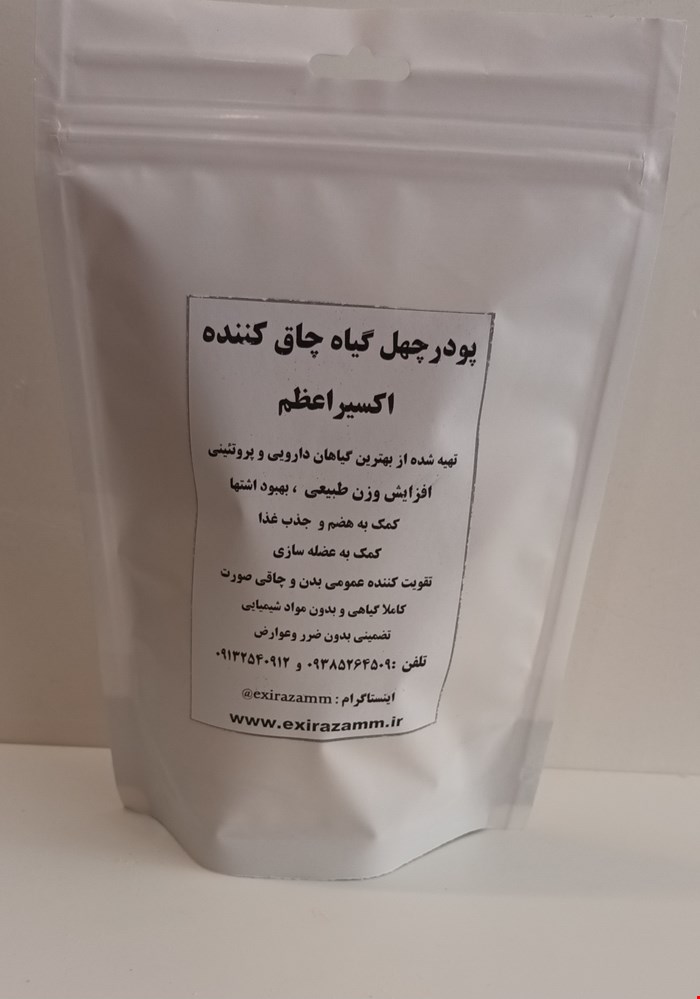 پودرچهل گیاه چاق کننده
اکسیراعظم
تهیه شده از بهترین گیاهان دارویی و پروتئینی
افزایش وزن طبیعی ، بهبود اشتها
کمک به هضم و جذب غذا
کمک به عضله سازی
تقویت کننده عمومی بدن و چاقی صورت
کاملا گیاهی و بدون مواد شیمیایی
تضمینی بدون ضرر وعوارض
تلفن :۰۹۳۸۵۲۶۴۵۰۹ و ۰۹۱۳۲۵۴۰۹۱۲
اینستاگرام : exirazamm@
www.exirazamm.ir